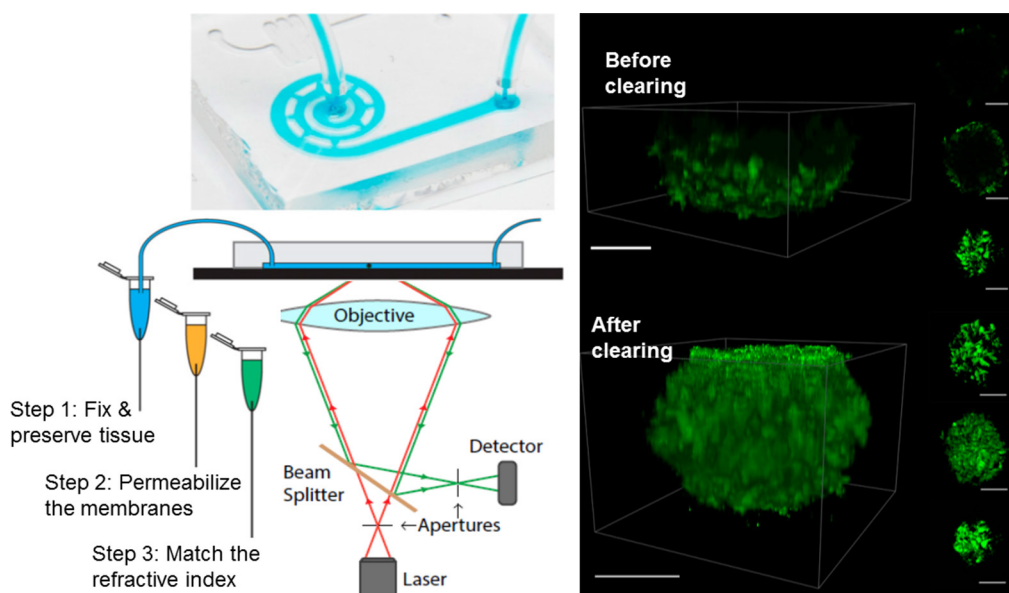 Objective
Step 1: Fix &
preserve tissue
Step 2: Permeabilize
the membranes
Step 3: Match the
refractive index
Beam
Splitter
Detector
Apertures
Laser
Before
clearing
After
clearing